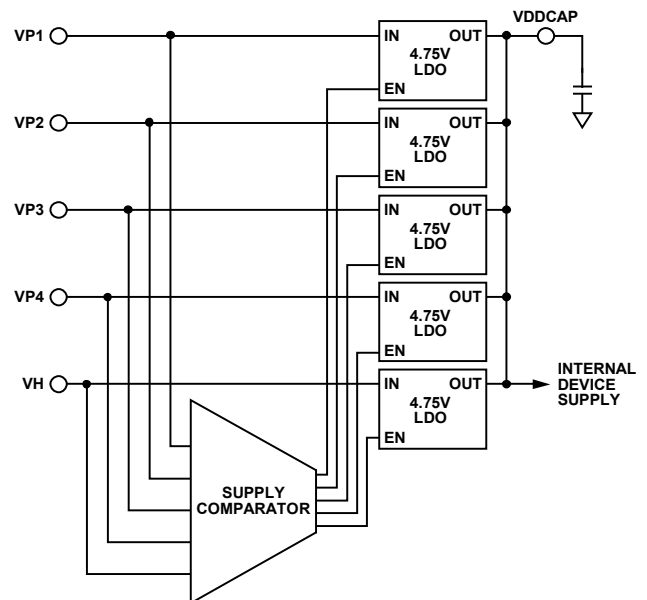 VDDCAP
VP1
IN OUT
4.75V
LDO
EN
VP2
IN OUT
4.75V
LDO
EN
VP3
IN OUT
4.75V
LDO
EN
VP4
IN OUT
4.75V
LDO
EN
VH
IN OUT
4.75V
LDO
EN
INTERNAL
DEVICE
SUPPLY
SUPPLY
COMPARATOR